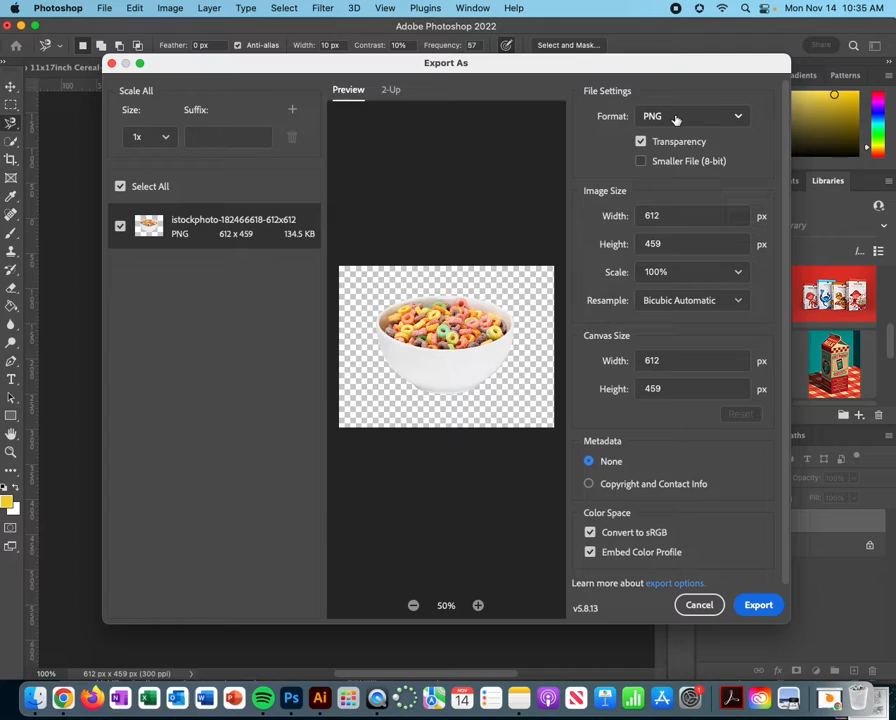 Photoshop File Edit Image Layer Type Select Filter 3D View Plugins Window Help Mon Nov 14 10:35 AM
Adobe Photoshop 2022
Feather: 0 px Anti-alias Width: 10 px Contrast: 10% Frequency: 57 Select and Mask... Share
11x17inch Cereal-
Export As
Scale All
Size: Suffix:
1x
Select All
istockphoto-182466618-612x612
PNG 612 x 459 134.5 KB
Preview 2-Up
50%
File Settings
Format: PNG
Transparency
Smaller File (8-bit)
Image Size
Width: 612 px
Height: 459 px
Scale: 100%
Resample: Bicubic Automatic
Canvas Size
Width: 612 px
Height: 459 px
Reset
Metadata
None
Copyright and Contact Info
Color Space
Convert to sRGB
Embed Color Profile
Learn more about export options.
v5.8.13 Cancel Export
Patterns
Libraries
100% 612 px x 459 px (300 ppi)
NOV
14